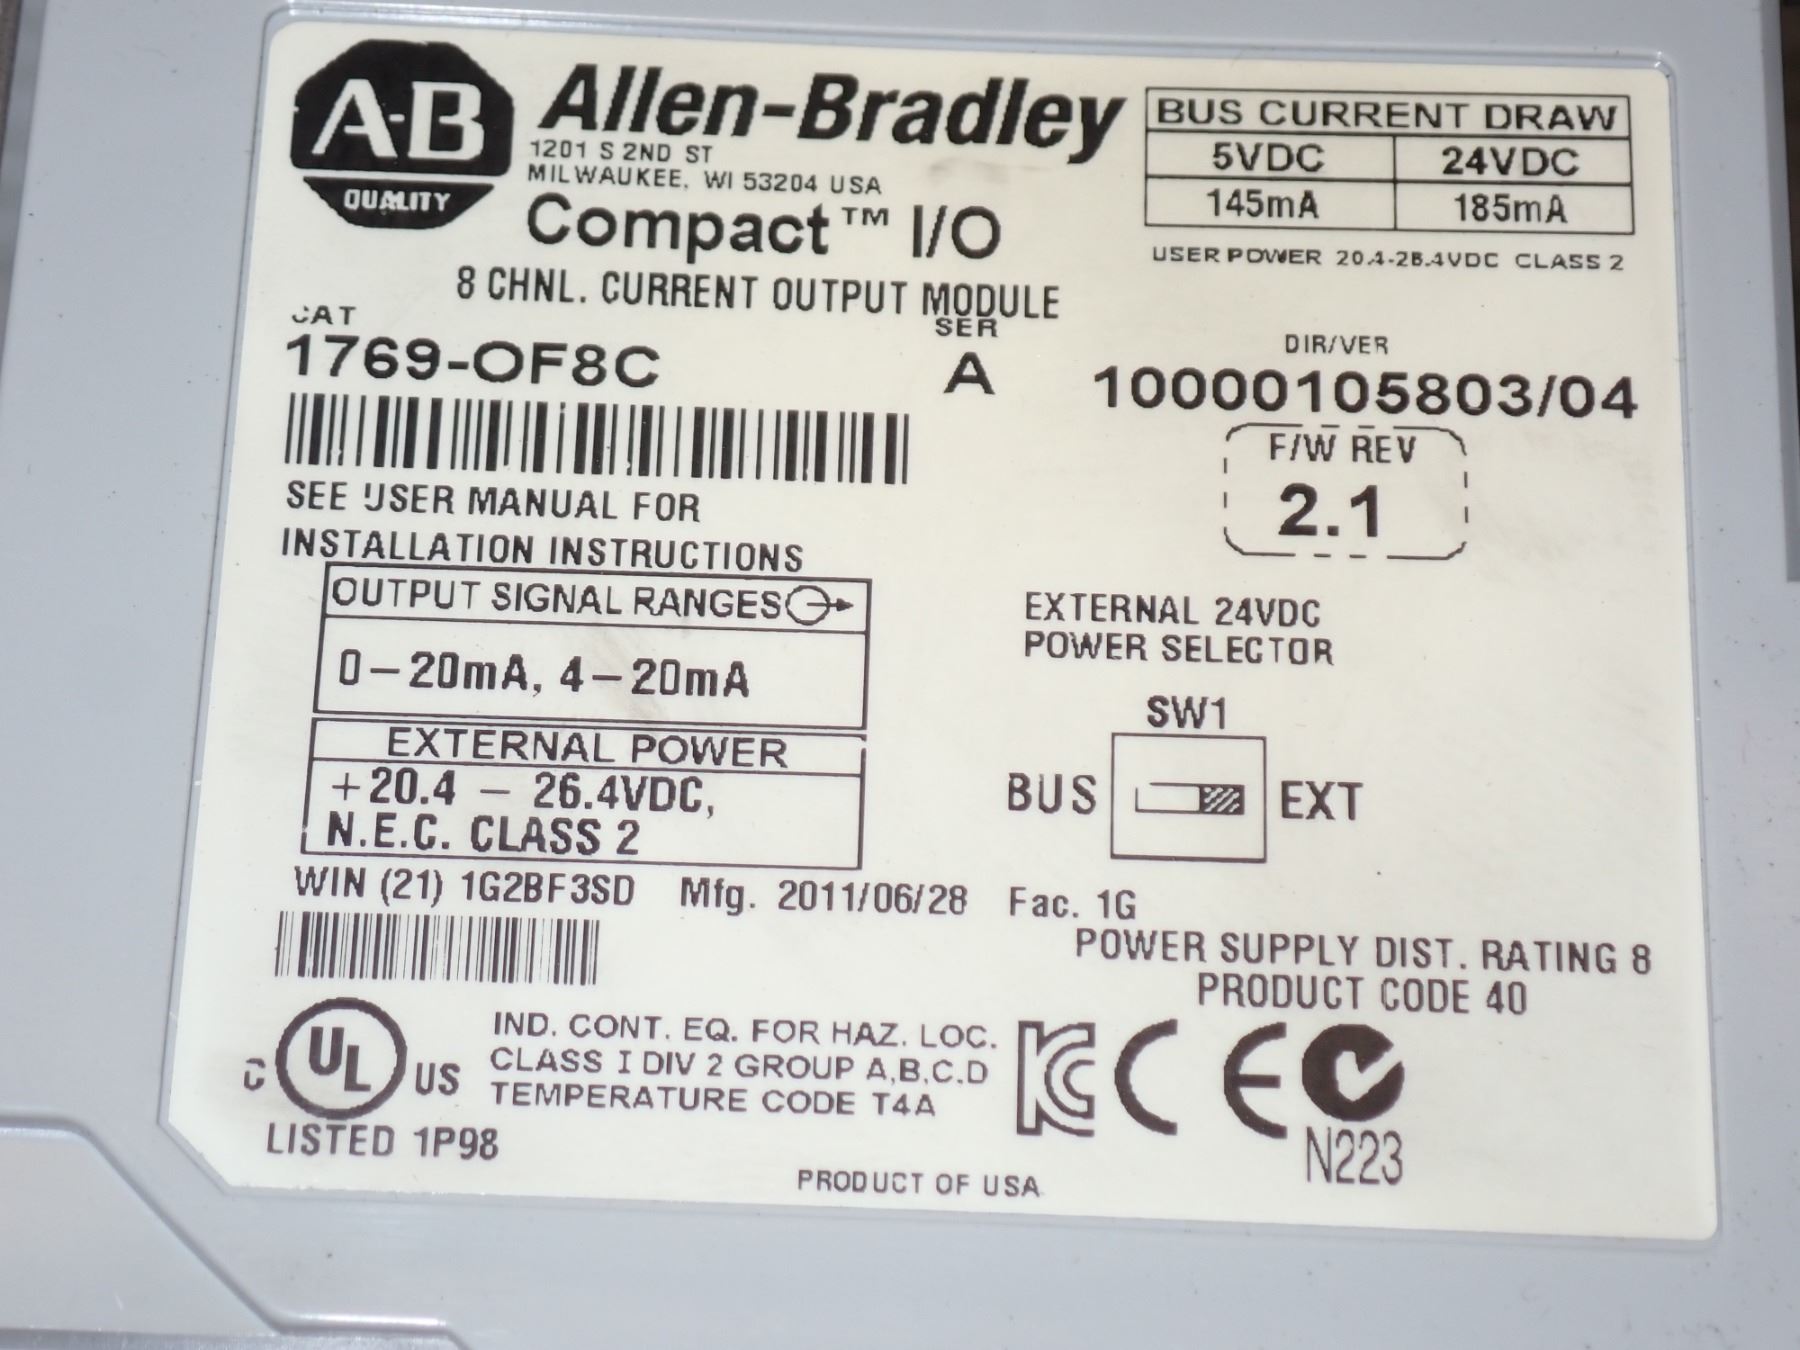 A-B
QUALITY
Allen-Bradley
1201 S 2ND ST
MILWAUKEE, WI 53204 USA
Compact™ I/O
8 CHNL. CURRENT OUTPUT MODULE
BUS CURRENT DRAW
5VDC 24VDC
145mA 185mA
USER POWER 20.4-26.4VDC CLASS 2
CAT
1769-OF8C
SER
A
DIR/VER
10000105803/04
F/W REV
2.1
SEE USER MANUAL FOR
INSTALLATION INSTRUCTIONS
OUTPUT SIGNAL RANGES
0-20mA, 4-20mA
EXTERNAL POWER
+20.4 - 26.4VDC,
N.E.C. CLASS 2
EXTERNAL 24VDC
POWER SELECTOR
SW1
BUS EXT
WIN (21) 1G2BF3SD Mfg. 2011/06/28 Fac. 1G
POWER SUPPLY DIST. RATING 8
PRODUCT CODE 40
C UL US
LISTED 1P98
IND. CONT. EQ. FOR HAZ. LOC.
CLASS I DIV 2 GROUP A,B,C,D
TEMPERATURE CODE T4A
KC CE
N223
PRODUCT OF USA